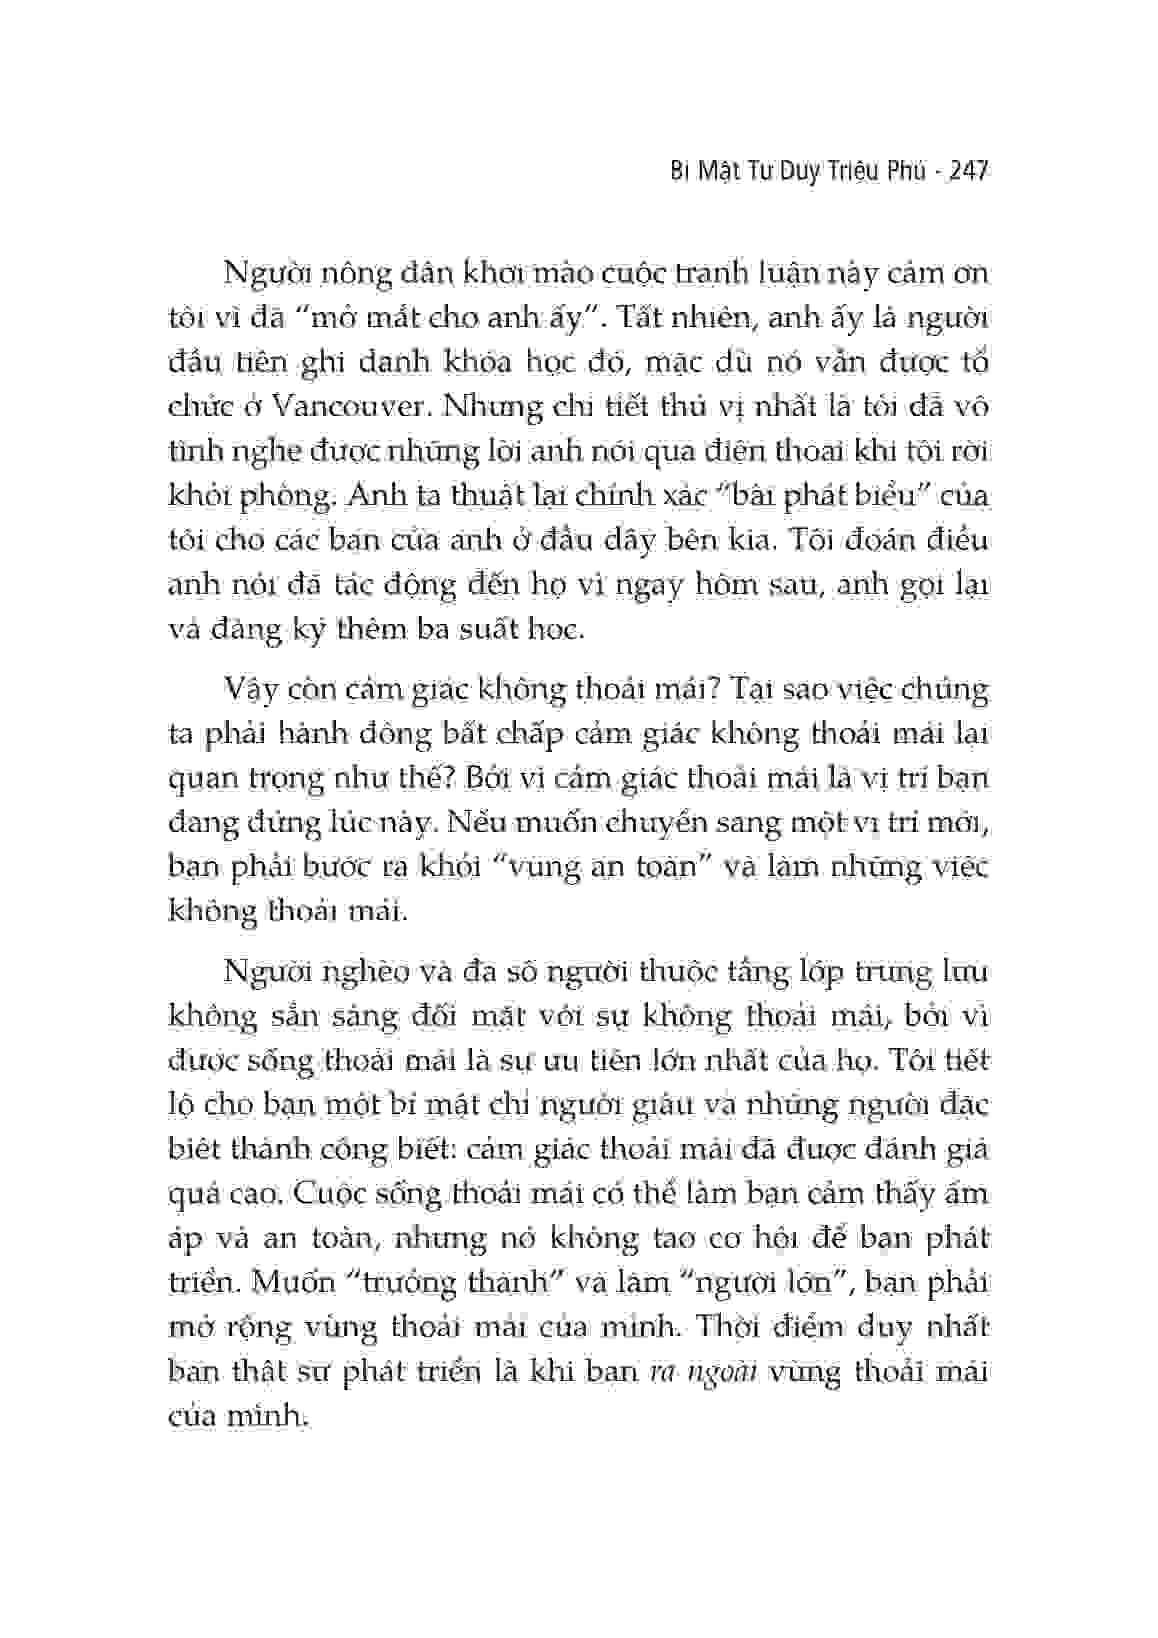 Bí Mật Tư Duy Triệu Phú - 247
Người nông dân khơi mào cuộc tranh luận này cảm ơn
tôi vì đã “mở mắt cho anh ấy”. Tất nhiên, anh ấy là người
đầu tiên ghi danh khóa học đó, mặc dù nó vẫn được tổ
chức ở Vancouver. Nhưng chi tiết thú vị nhất là tôi đã vô
tình nghe được những lời anh nói qua điện thoại khi tôi rời
khỏi phòng. Anh ta thuật lại chính xác “bài phát biểu” của
tôi cho các bạn của anh ở đầu dây bên kia. Tôi đoán điều
anh nói đã tác động đến họ vì ngay hôm sau, anh gọi lại
và đăng ký thêm ba suất học.
Vậy còn cảm giác không thoải mái? Tại sao việc chúng
ta phải hành động bất chấp cảm giác không thoải mái lại
quan trọng như thế? Bởi vì cảm giác thoải mái là vị trí bạn
đang đứng lúc này. Nếu muốn chuyển sang một vị trí mới,
bạn phải bước ra khỏi “vùng an toàn” và làm những việc
không thoải mái.
Người nghèo và đa số người thuộc tầng lớp trung lưu
không sẵn sàng đối mặt với sự không thoải mái, bởi vì
được sống thoải mái là sự ưu tiên lớn nhất của họ. Tôi tiết
lộ cho bạn một bí mật chỉ người giàu và những người đặc
biệt thành công biết: cảm giác thoải mái đã được đánh giá
quá cao. Cuộc sống thoải mái có thể làm bạn cảm thấy ấm
áp và an toàn, nhưng nó không tạo cơ hội để bạn phát
triển. Muốn “trưởng thành” và làm “người lớn”, bạn phải
mở rộng vùng thoải mái của mình. Thời điểm duy nhất
bạn thật sự phát triển là khi bạn ra ngoài vùng thoải mái
của mình.